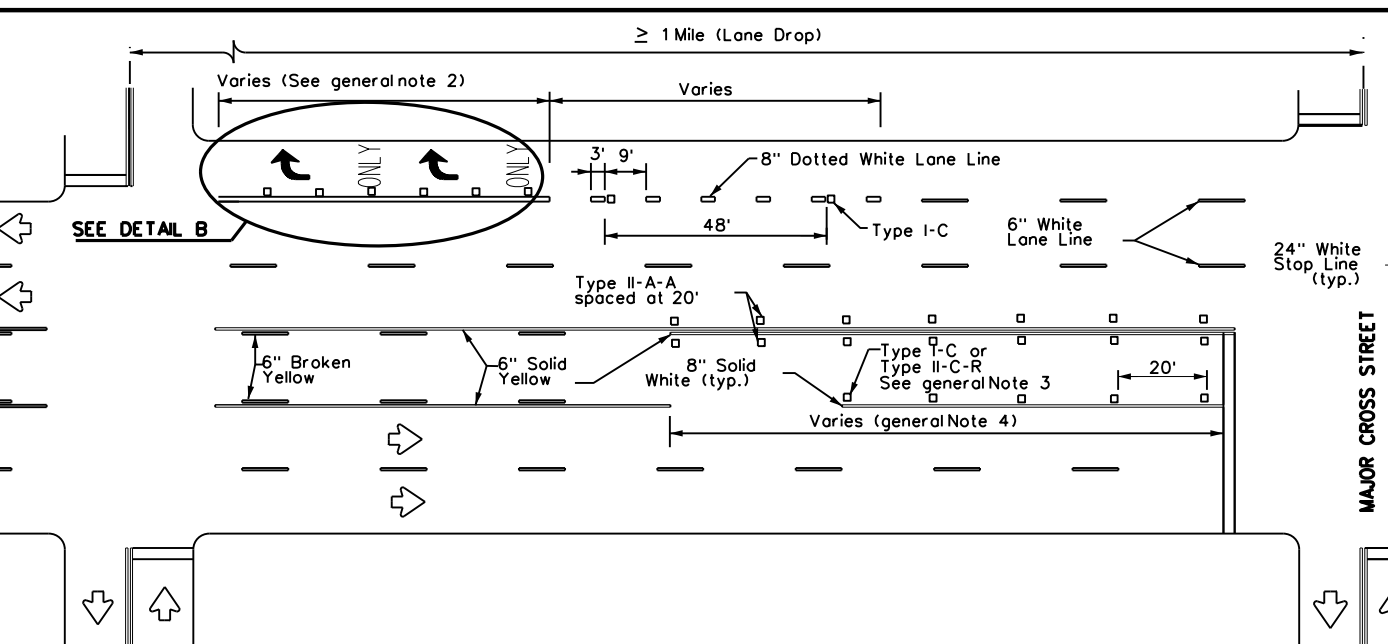 ≥ 1 Mile (Lane Drop)
Varies (See general note 2)
Varies
ONLY
ONLY
3'
9'
8" Dotted White Lane Line
SEE DETAIL B
48'
Type I-C
6" White
Lane Line
24" White
Stop Line
(typ.)
Type II-A-A
spaced at 20'
6" Broken
Yellow
6" Solid
Yellow
8" Solid
White (typ.)
Type I-C or
Type II-C-R
See general Note 3
20'
Varies (general Note 4)
MAJOR CROSS STREET